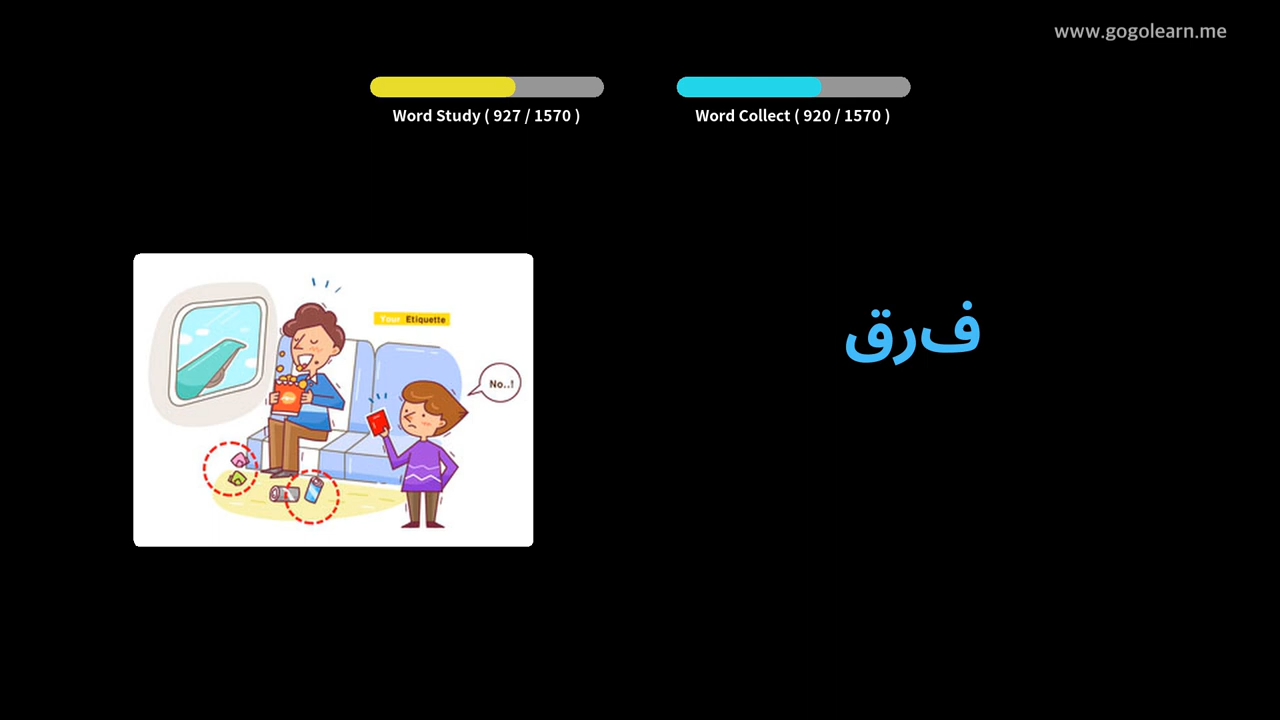 www.gogolearn.me
Word Study ( 927 / 1570 )
Word Collect ( 920 / 1570 )
Your Etiquette
No..!
فرق